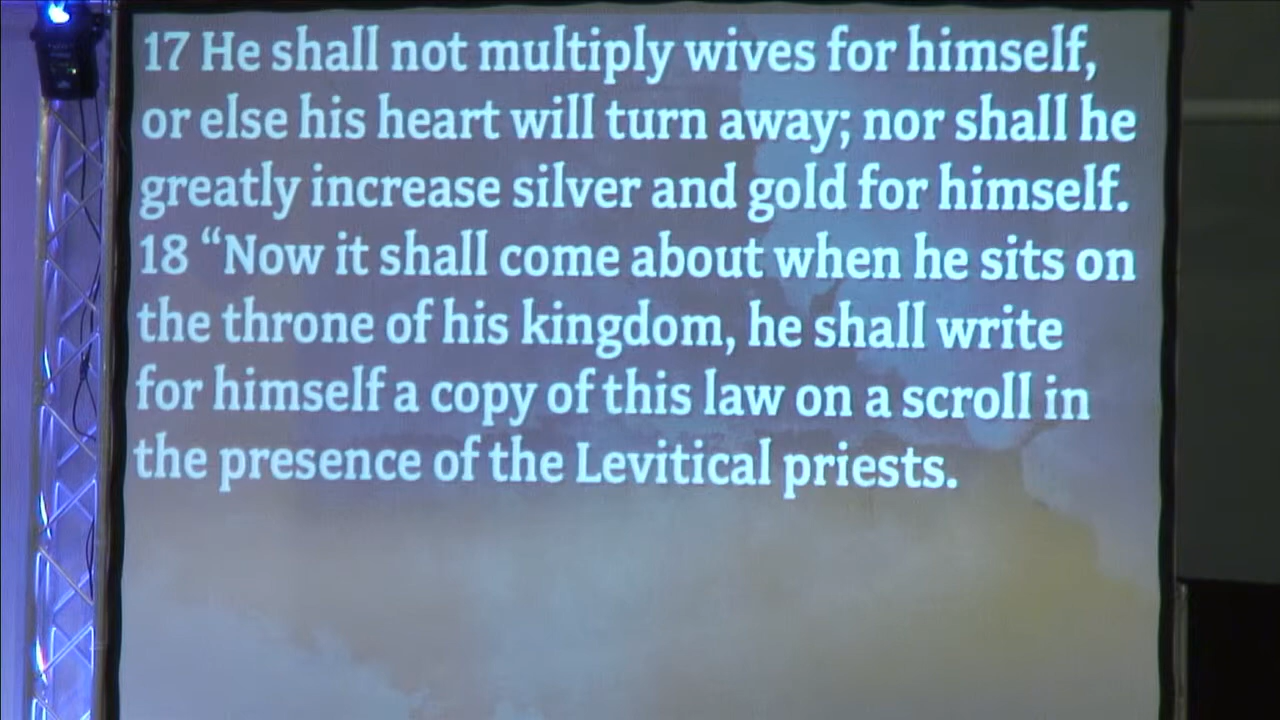 17 He shall not multiply wives for himself,
or else his heart will turn away; nor shall he
greatly increase silver and gold for himself.
18 “Now it shall come about when he sits on
the throne of his kingdom, he shall write
for himself a copy of this law on a scroll in
the presence of the Levitical priests.